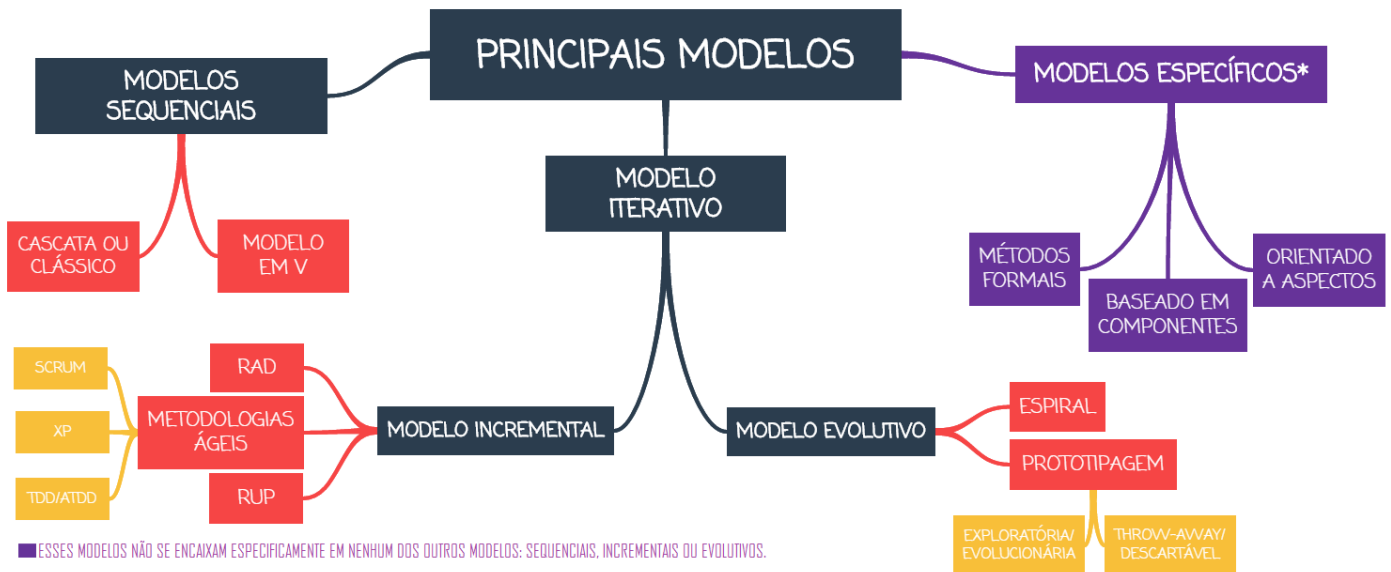 PRINCIPAIS MODELOS
MODELOS
SEQUENCIAIS
MODELOS ESPECÍFICOS*
MODELO
ITERATIVO
CASCATA OU
CLÁSSICO
MODELO
EM V
MÉTODOS
FORMAIS
BASEADO EM
COMPONENTES
ORIENTADO
A ASPECTOS
SCRUM
XP
TDD/ATDD
RAD
METODOLOGIAS
ÁGEIS
RUP
MODELO INCREMENTAL
MODELO EVOLUTIVO
ESPIRAL
PROTOTIPAGEM
EXPLORATÓRIA/
EVOLUCIONÁRIA
THROW-AWAY/
DESCARTÁVEL
ESSES MODELOS NÃO SE ENCAIXAM ESPECIFICAMENTE EM NENHUM DOS OUTROS MODELOS: SEQUENCIAIS, INCREMENTAIS OU EVOLUTIVOS.